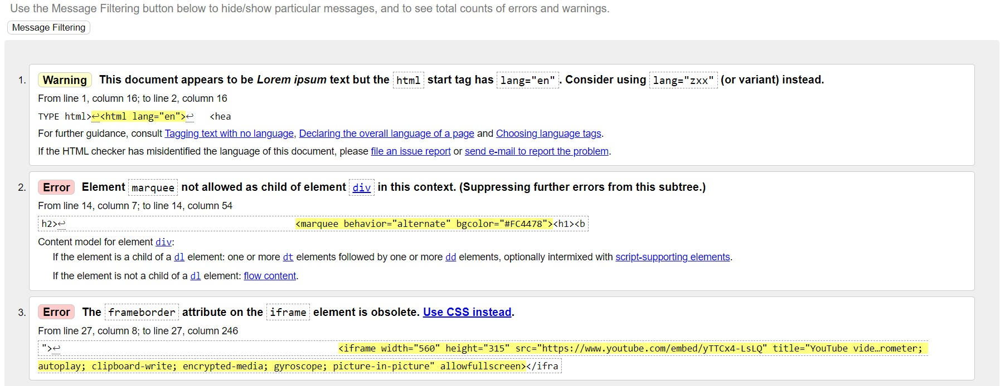 Use the Message Filtering button below to hide/show particular messages, and to see total counts of errors and warnings.
Message Filtering
1. Warning This document appears to be Lorem ipsum text but the html start tag has lang="en". Consider using lang="zxx" (or variant) instead.
From line 1, column 16; to line 2, column 16
TYPE html>↩<html lang="en">↩ <hea
For further guidance, consult Tagging text with no language, Declaring the overall language of a page and Choosing language tags.
If the HTML checker has misidentified the language of this document, please file an issue report or send e-mail to report the problem.
2. Error Element marquee not allowed as child of element div in this context. (Suppressing further errors from this subtree.)
From line 14, column 7; to line 14, column 54
h2>↩ <marquee behavior="alternate" bgcolor="#FC4478"><h1><b
Content model for element div:
If the element is a child of a dl element: one or more dt elements followed by one or more dd elements, optionally intermixed with script-supporting elements.
If the element is not a child of a dl element: flow content.
3. Error The frameborder attribute on the iframe element is obsolete. Use CSS instead.
From line 27, column 8; to line 27, column 246
">↩ <iframe width="560" height="315" src="https://www.youtube.com/embed/yTTCx4-LsLQ" title="YouTube vide…rometer;
autoplay; clipboard-write; encrypted-media; gyroscope; picture-in-picture" allowfullscreen></ifra